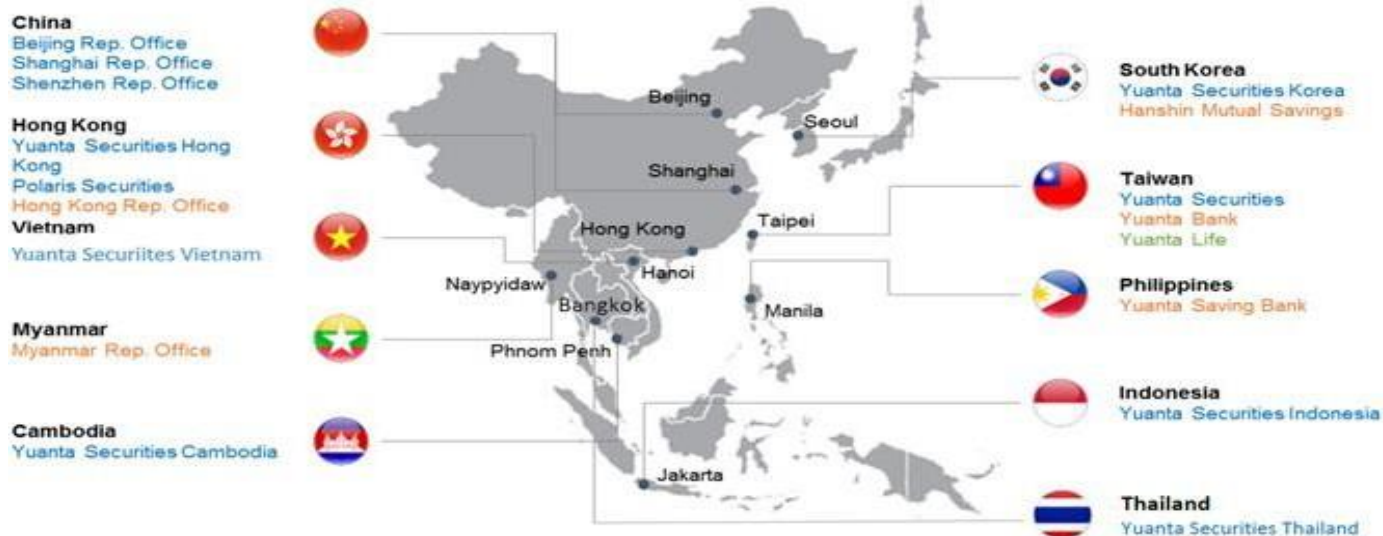 China
Beijing Rep. Office
Shanghai Rep. Office
Shenzhen Rep. Office
Hong Kong
Yuanta Securities Hong
Kong
Polaris Securities
Hong Kong Rep. Office
Vietnam
Yuanta Securiites Vietnam
Myanmar
Myanmar Rep. Office
Cambodia
Yuanta Securities Cambodia
Beijing
Seoul
Shanghai
Taipei
Hong Kong
Hanoi
Naypyidaw
Bangkok
Manila
Phnom Penh
Jakarta
South Korea
Yuanta Securities Korea
Hanshin Mutual Savings
Taiwan
Yuanta Securities
Yuanta Bank
Yuanta Life
Philippines
Yuanta Saving Bank
Indonesia
Yuanta Securities Indonesia
Thailand
Yuanta Securities Thailand